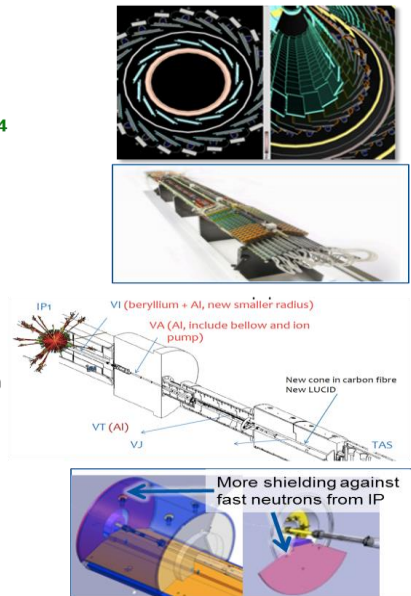 4
IP1
VI (beryllium + Al, new smaller radius)
VA (Al, include bellow and ion
pump)
)
New cone in carbon fibre
New LUCID
VT (Al)
VJ
TAS
More shielding against
fast neutrons from IP